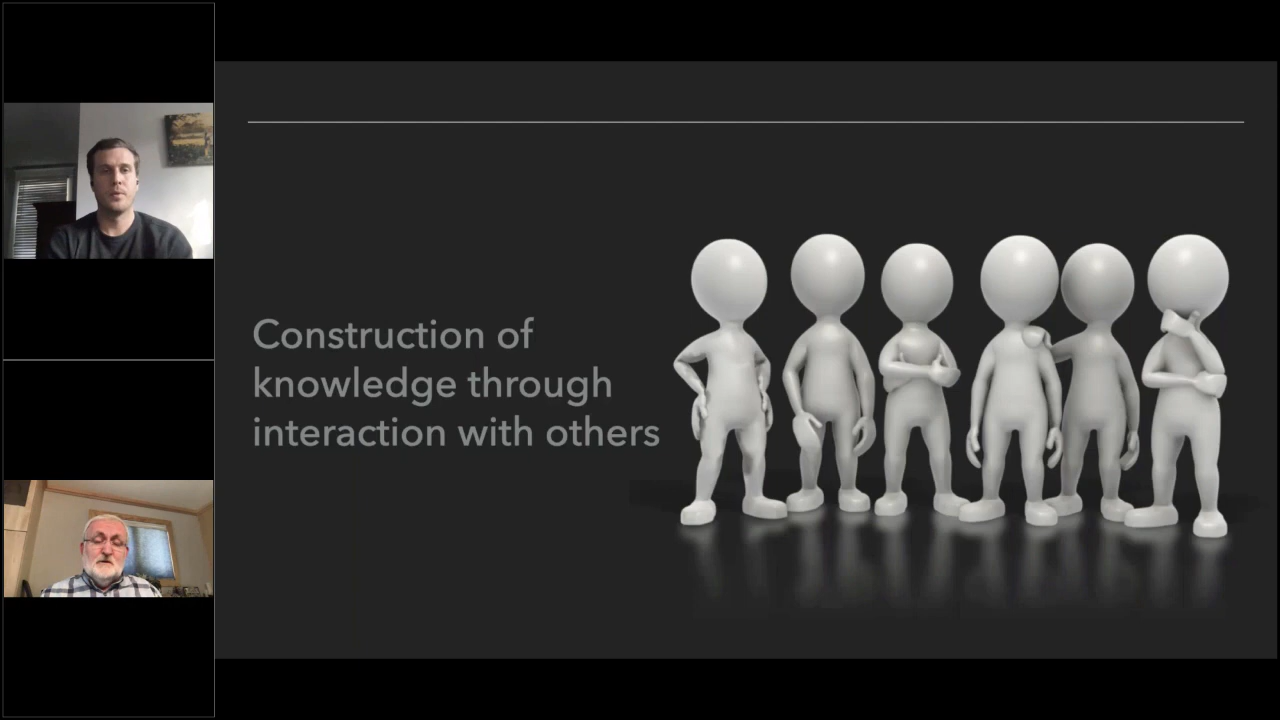 Construction of
knowledge through
interaction with others